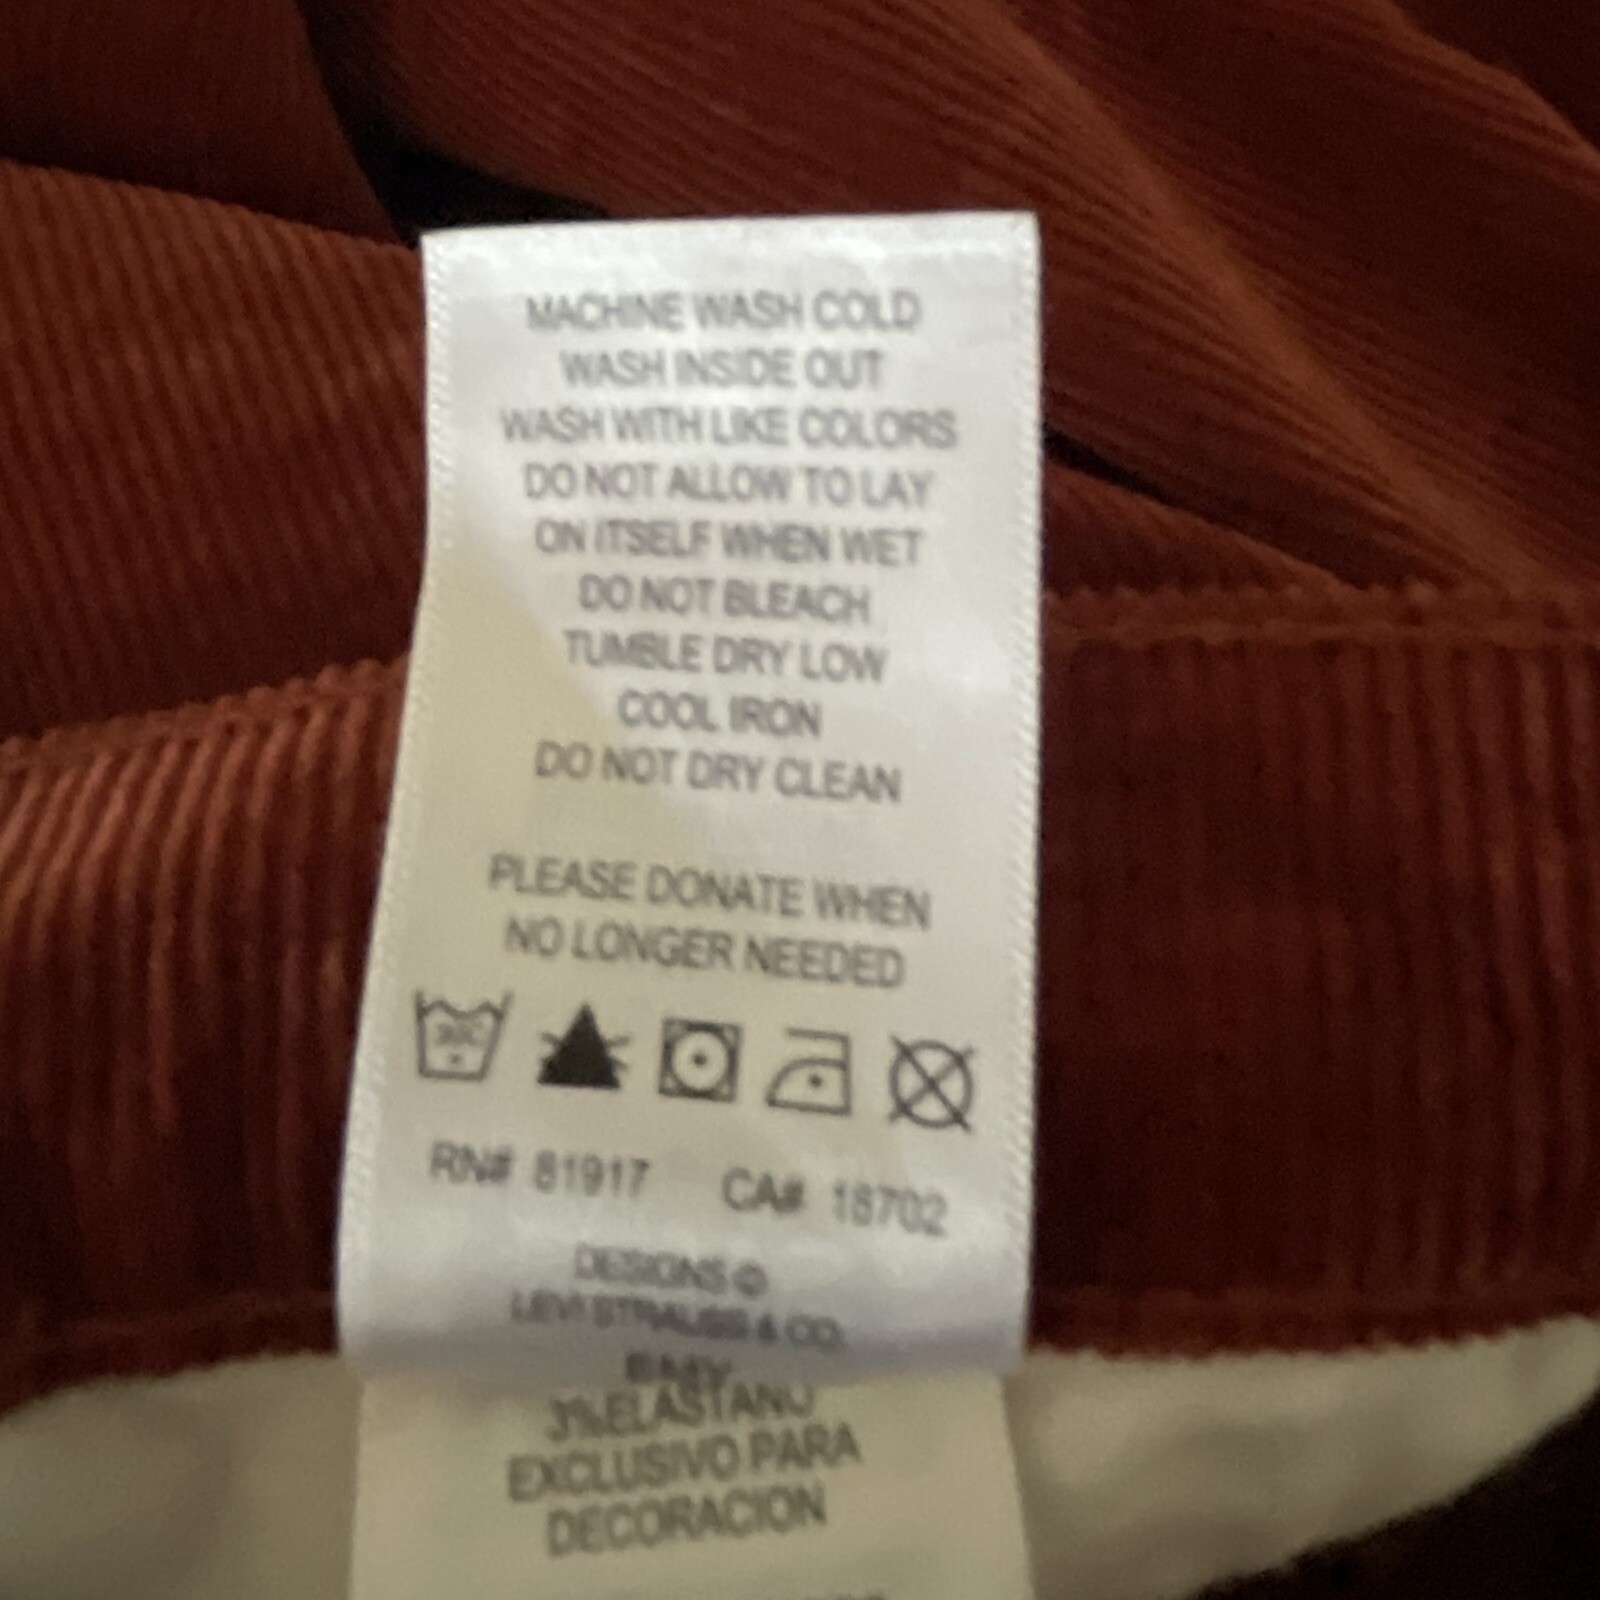 MACHINE WASH COLD
WASH INSIDE OUT
WASH WITH LIKE COLORS
DO NOT ALLOW TO LAY
ON ITSELF WHEN WET
DO NOT BLEACH
TUMBLE DRY LOW
COOL IRON
DO NOT DRY CLEAN
PLEASE DONATE WHEN
NO LONGER NEEDED
30C
RN# 81917 CA# 18702
DESIGNS ©
LEVI STRAUSS & CO.
3% ELASTANO
EXCLUSIVO PARA
DECORACION